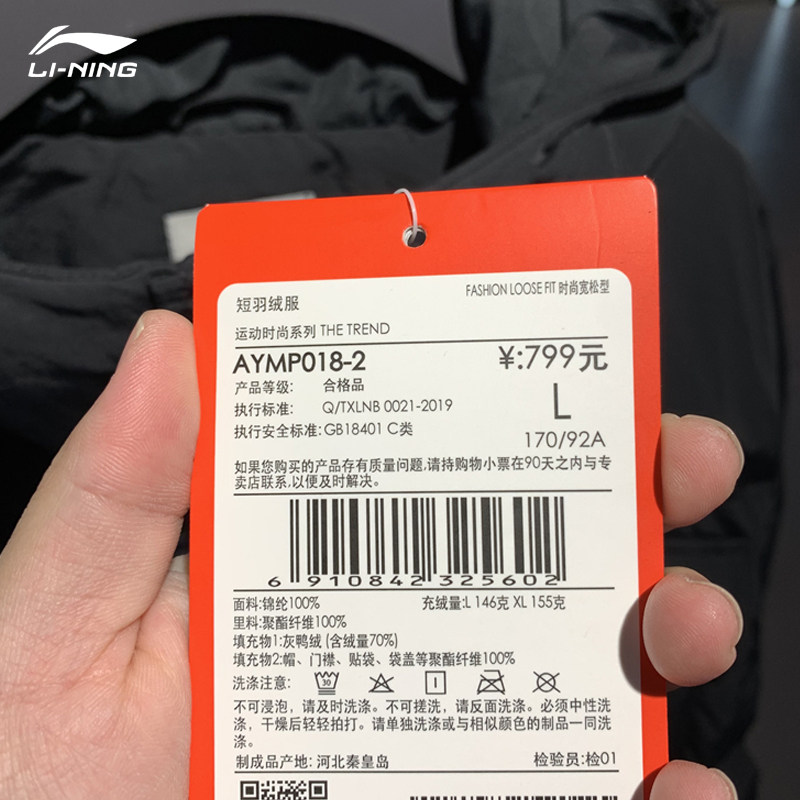 LI-NING
FASHION LOOSE FIT 时尚宽松型
短羽绒服
运动时尚系列 THE TREND
AYMP018-2 ¥:799元
产品等级: 合格品
执行标准: Q/TXLNB 0021-2019 L
执行安全标准:GB18401 C类 170/92A
如果您购买的产品存有质量问题,请持购物小票在90天之内与专
卖店联系,以便及时解决。
6 910842 325602
面料:锦纶100% 充绒量:L 146克 XL 155克
里料:聚酯纤维100%
填充物1:灰鸭绒 (含绒量70%)
填充物2:帽、门襟、贴袋、袋盖等聚酯纤维100%
洗涤注意: 30
不可浸泡，请及时洗涤。不可搓洗，请反面洗涤。必须中性洗
涤，干燥后轻轻拍打。请单独洗涤或与相似颜色的制品一同洗
涤。
制成品产地: 河北秦皇岛 检验员:检01